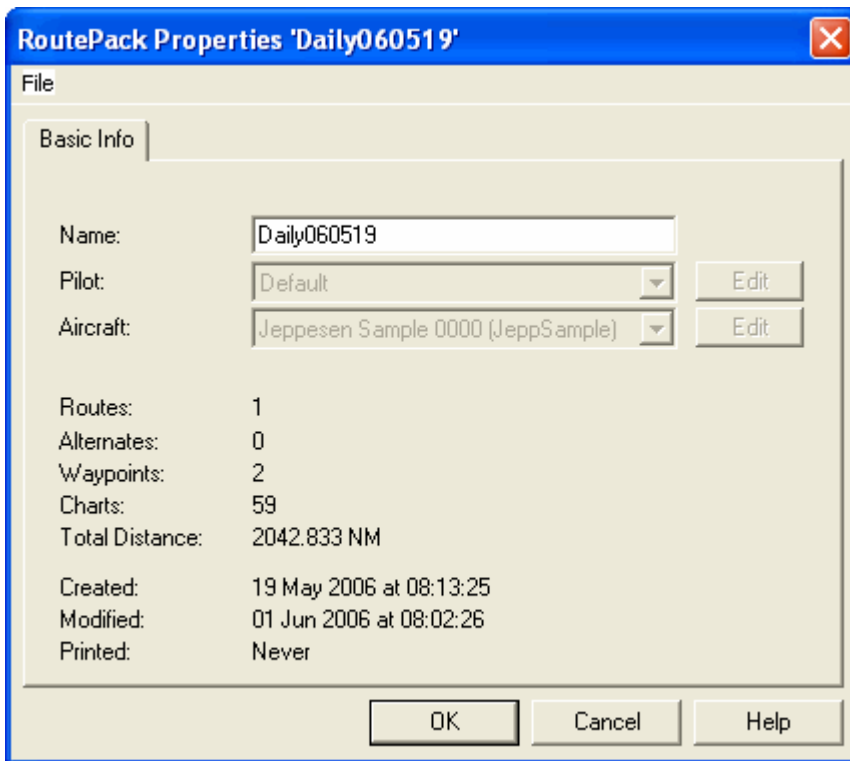 RoutePack Properties 'Daily060519'
File
Basic Info
Name: Daily060519
Pilot: Default Edit
Aircraft: Jeppesen Sample 0000 (JeppSample) Edit
Routes: 1
Alternates: 0
Waypoints: 2
Charts: 59
Total Distance: 2042.833 NM
Created: 19 May 2006 at 08:13:25
Modified: 01 Jun 2006 at 08:02:26
Printed: Never
OK Cancel Help